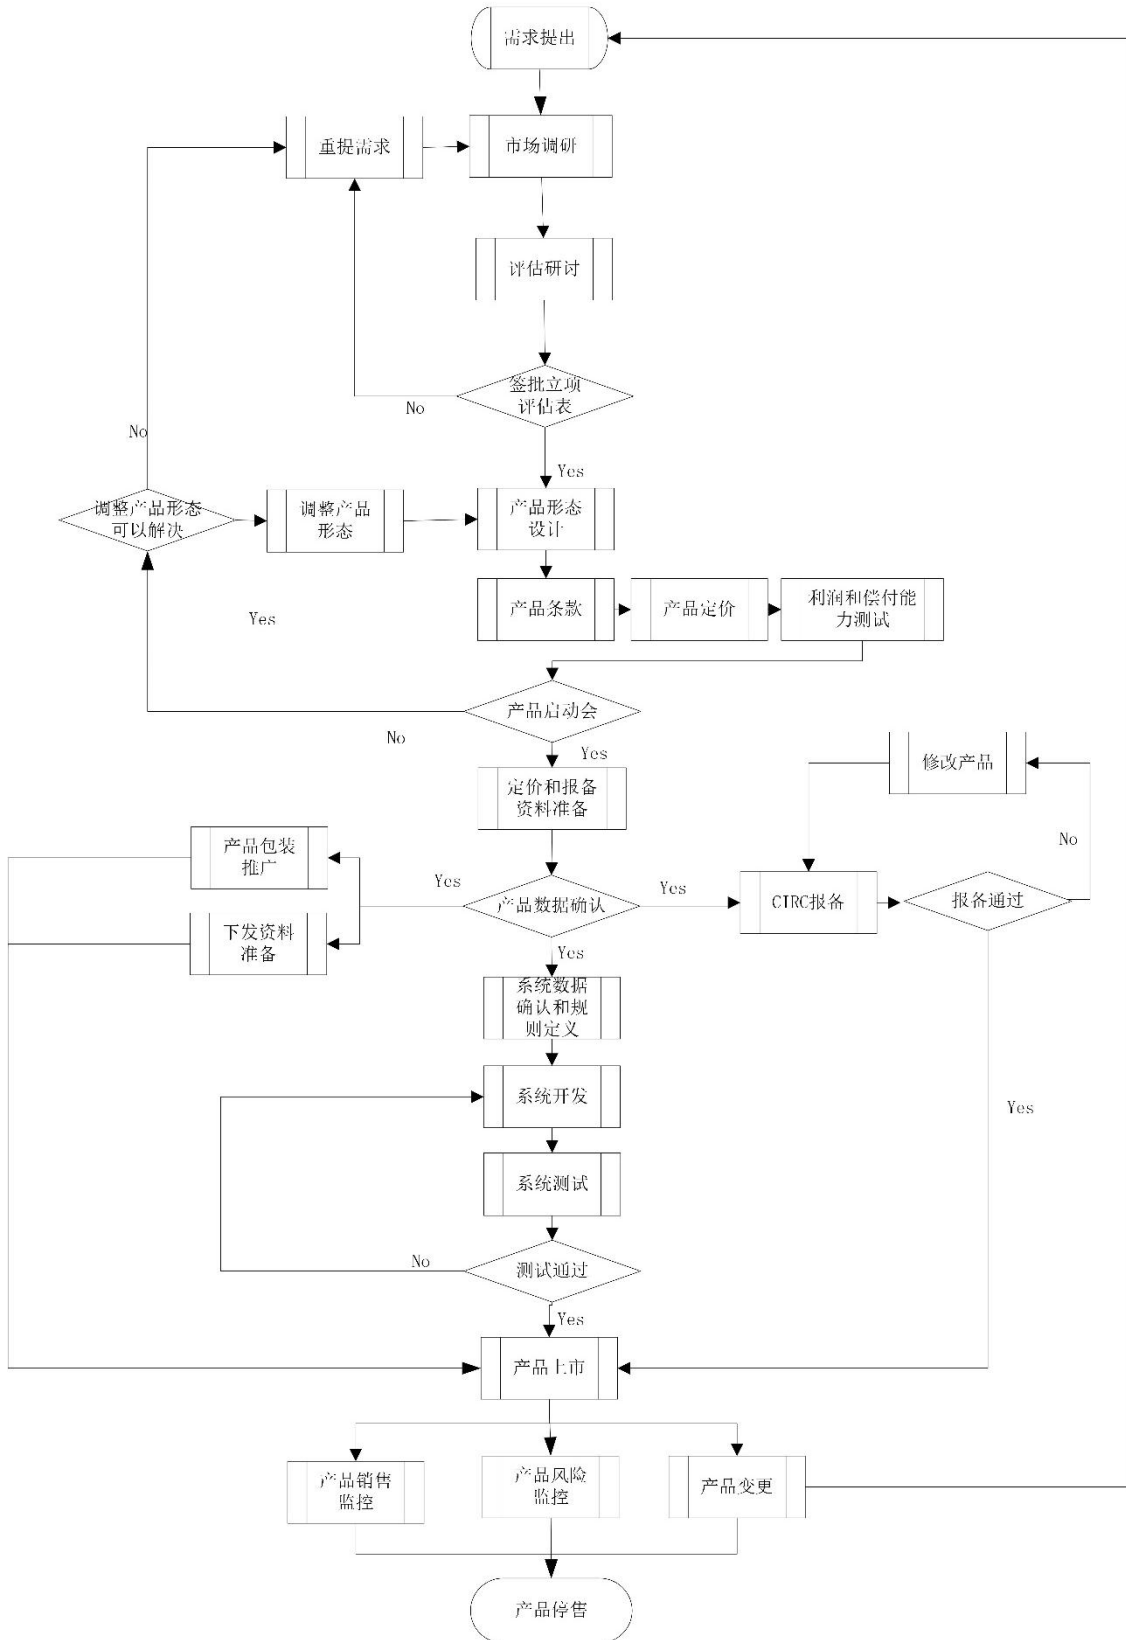 需求提出
重提需求
市场调研
评估研讨
签批立项
评估表
No
No
Yes
调整产品形态
可以解决
调整产品
形态
产品形态
设计
产品条款
产品定价
利润和偿付能
力测试
Yes
产品启动会
No
Yes
修改产品
定价和报备
资料准备
产品包装
推广
No
Yes
Yes
产品数据确认
CIRC报备
报备通过
下发资料
准备
Yes
系统数据
确认和规
则定义
系统开发
Yes
系统测试
No
测试通过
Yes
产品上市
产品销售
监控
产品风险
监控
产品变更
产品停售